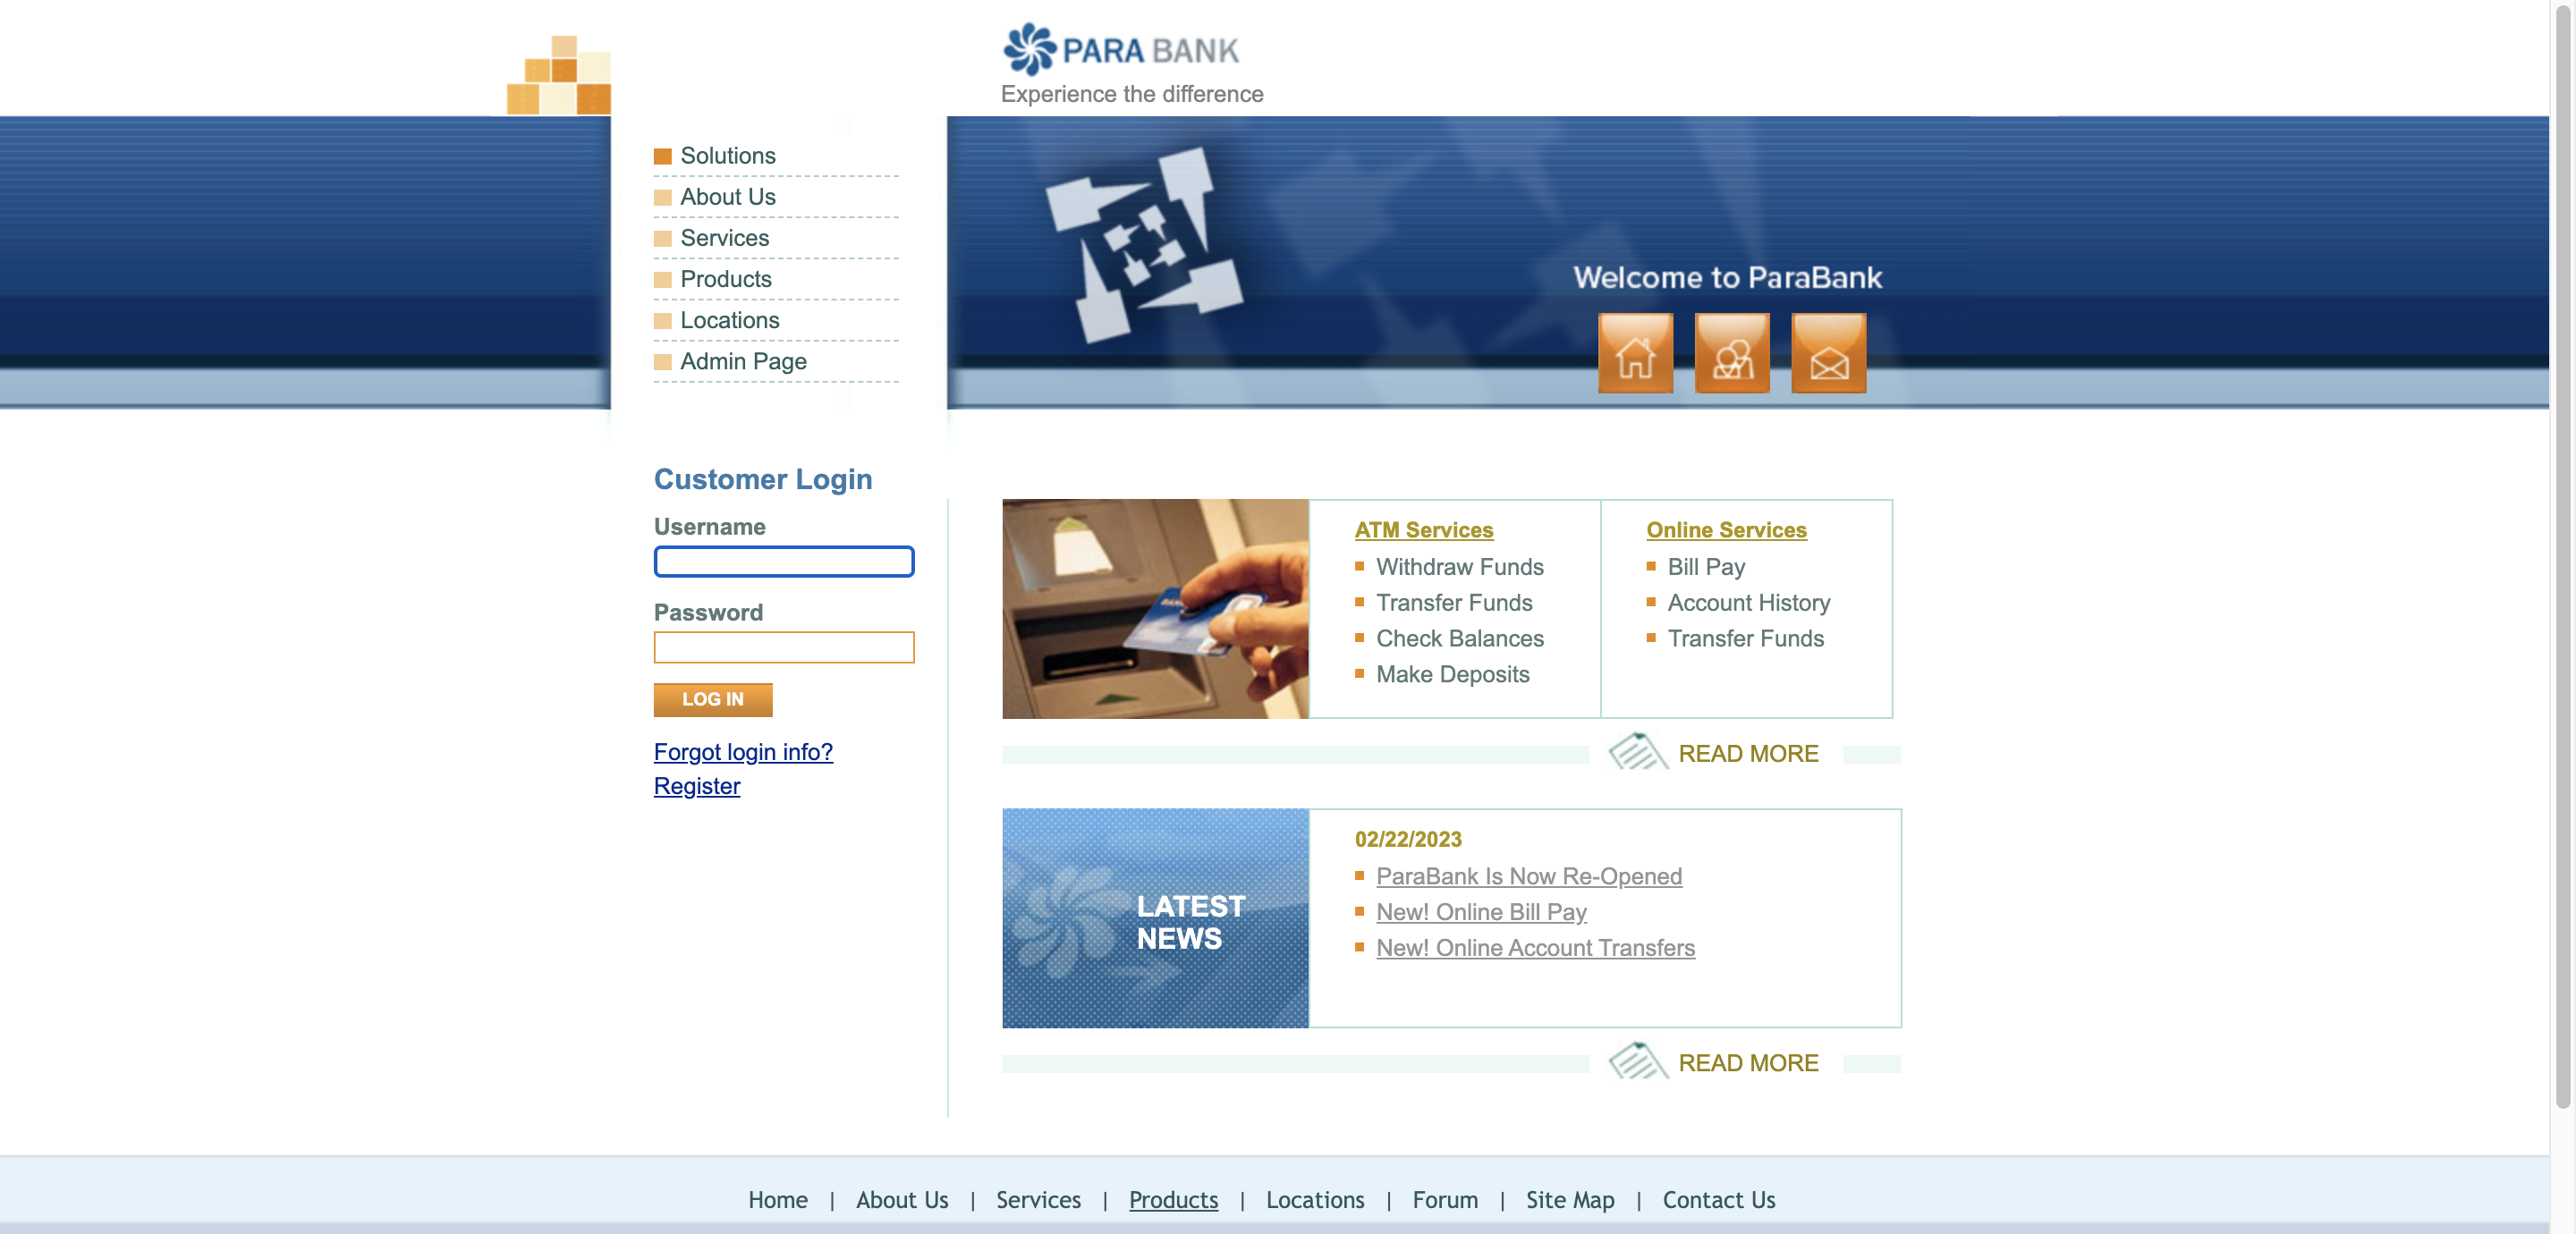 PARA BANK
Experience the difference
Solutions
About Us
Services
Products
Locations
Admin Page
Welcome to ParaBank
Customer Login
Username
Password
LOG IN
Forgot login info?
Register
ATM Services
Withdraw Funds
Transfer Funds
Check Balances
Make Deposits
Online Services
Bill Pay
Account History
Transfer Funds
READ MORE
LATEST
NEWS
02/22/2023
ParaBank Is Now Re-Opened
New! Online Bill Pay
New! Online Account Transfers
READ MORE
Home | About Us | Services | Products | Locations | Forum | Site Map | Contact Us